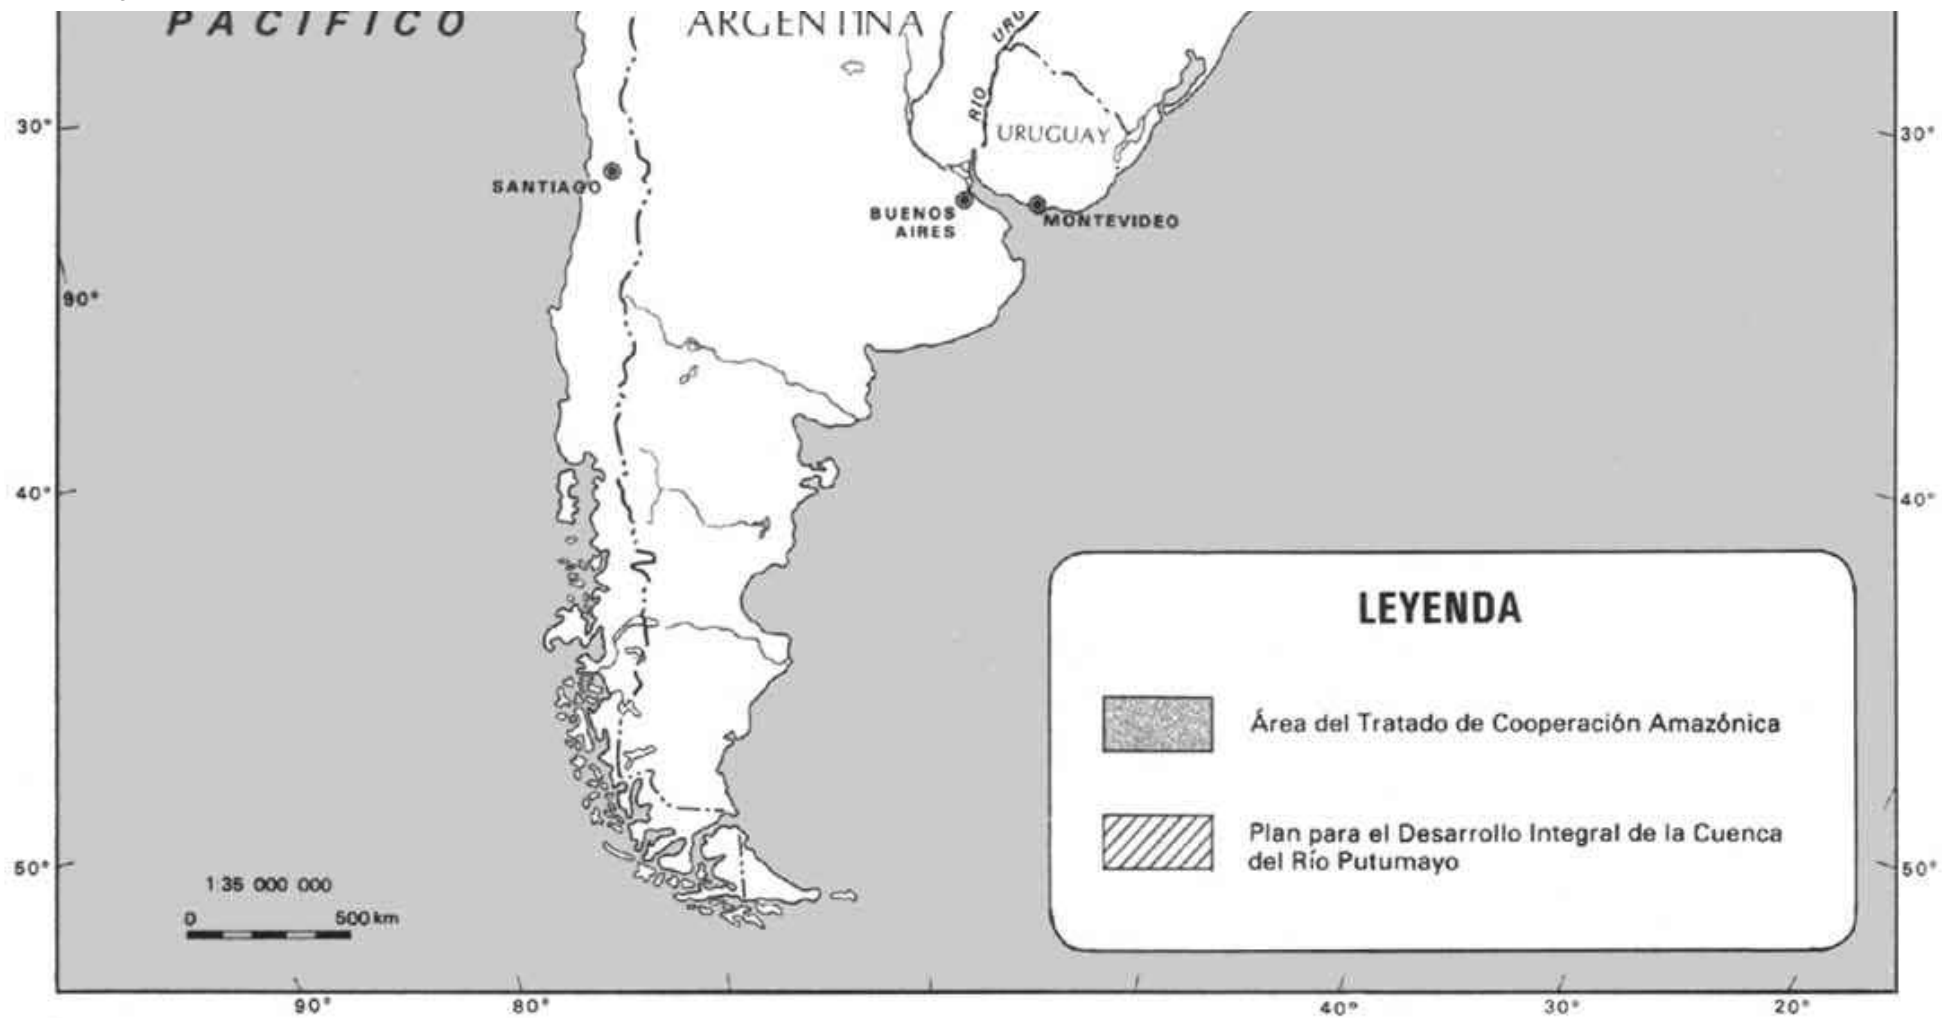 PACIFICO
ARGENTINA
URU
RIO
URUGUAY
30°
30°
SANTIAGO
BUENOS
AIRES
MONTEVIDEO
90°
40°
40°
LEYENDA
Área del Tratado de Cooperación Amazónica
Plan para el Desarrollo Integral de la Cuenca
del Río Putumayo
50°
50°
1:35 000 000
0 500 km
90° 80° 40° 30° 20°